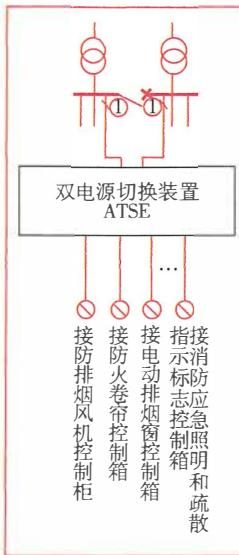 ① ①
双电源切换装置
ATSE
...
接防排烟风机控制柜
接防火卷帘控制箱
接电动排烟窗控制箱
接消防应急照明和疏散
指示标志控制箱